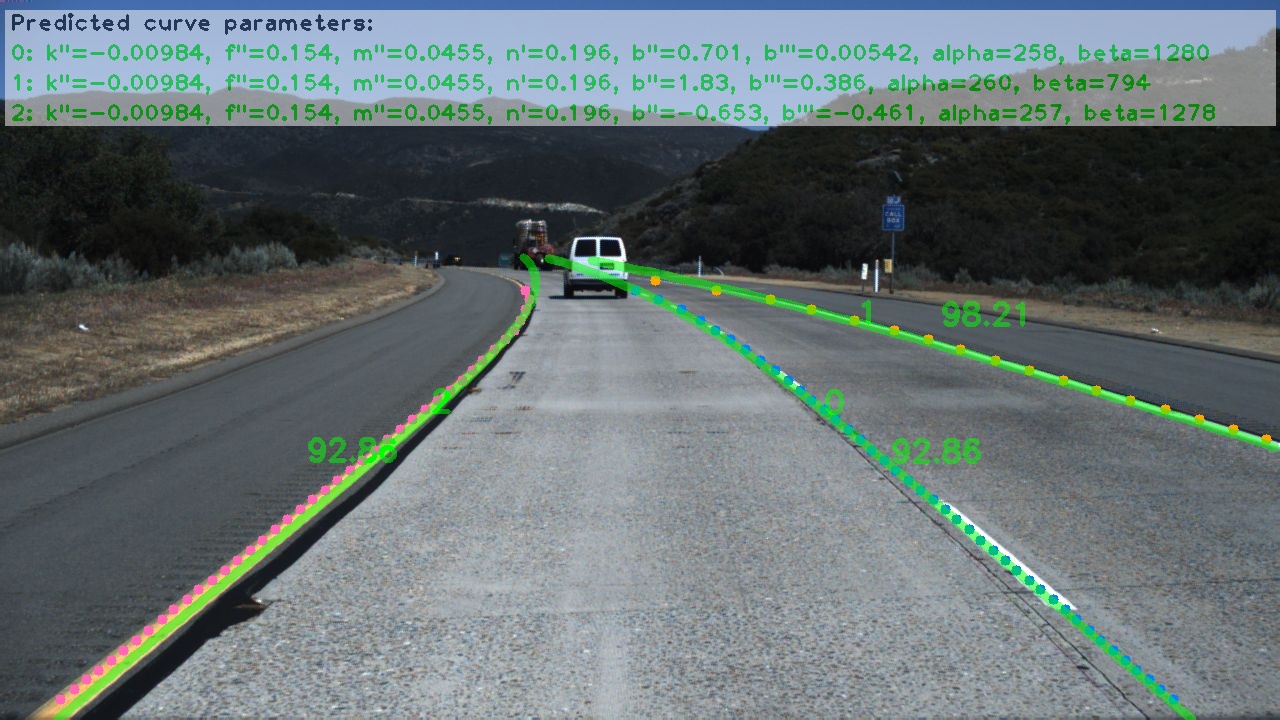 Predicted curve parameters:
0: k''=-0.00984, f''=0.154, m''=0.0455, n'=0.196, b''=0.701, b'''=0.00542, alpha=258, beta=1280
1: k''=-0.00984, f''=0.154, m''=0.0455, n'=0.196, b''=1.83, b'''=0.386, alpha=260, beta=794
2: k''=-0.00984, f''=0.154, m''=0.0455, n'=0.196, b''=-0.653, b'''=-0.461, alpha=257, beta=1278
CALL
BOX
1 98.21
2 0
92.86 92.86